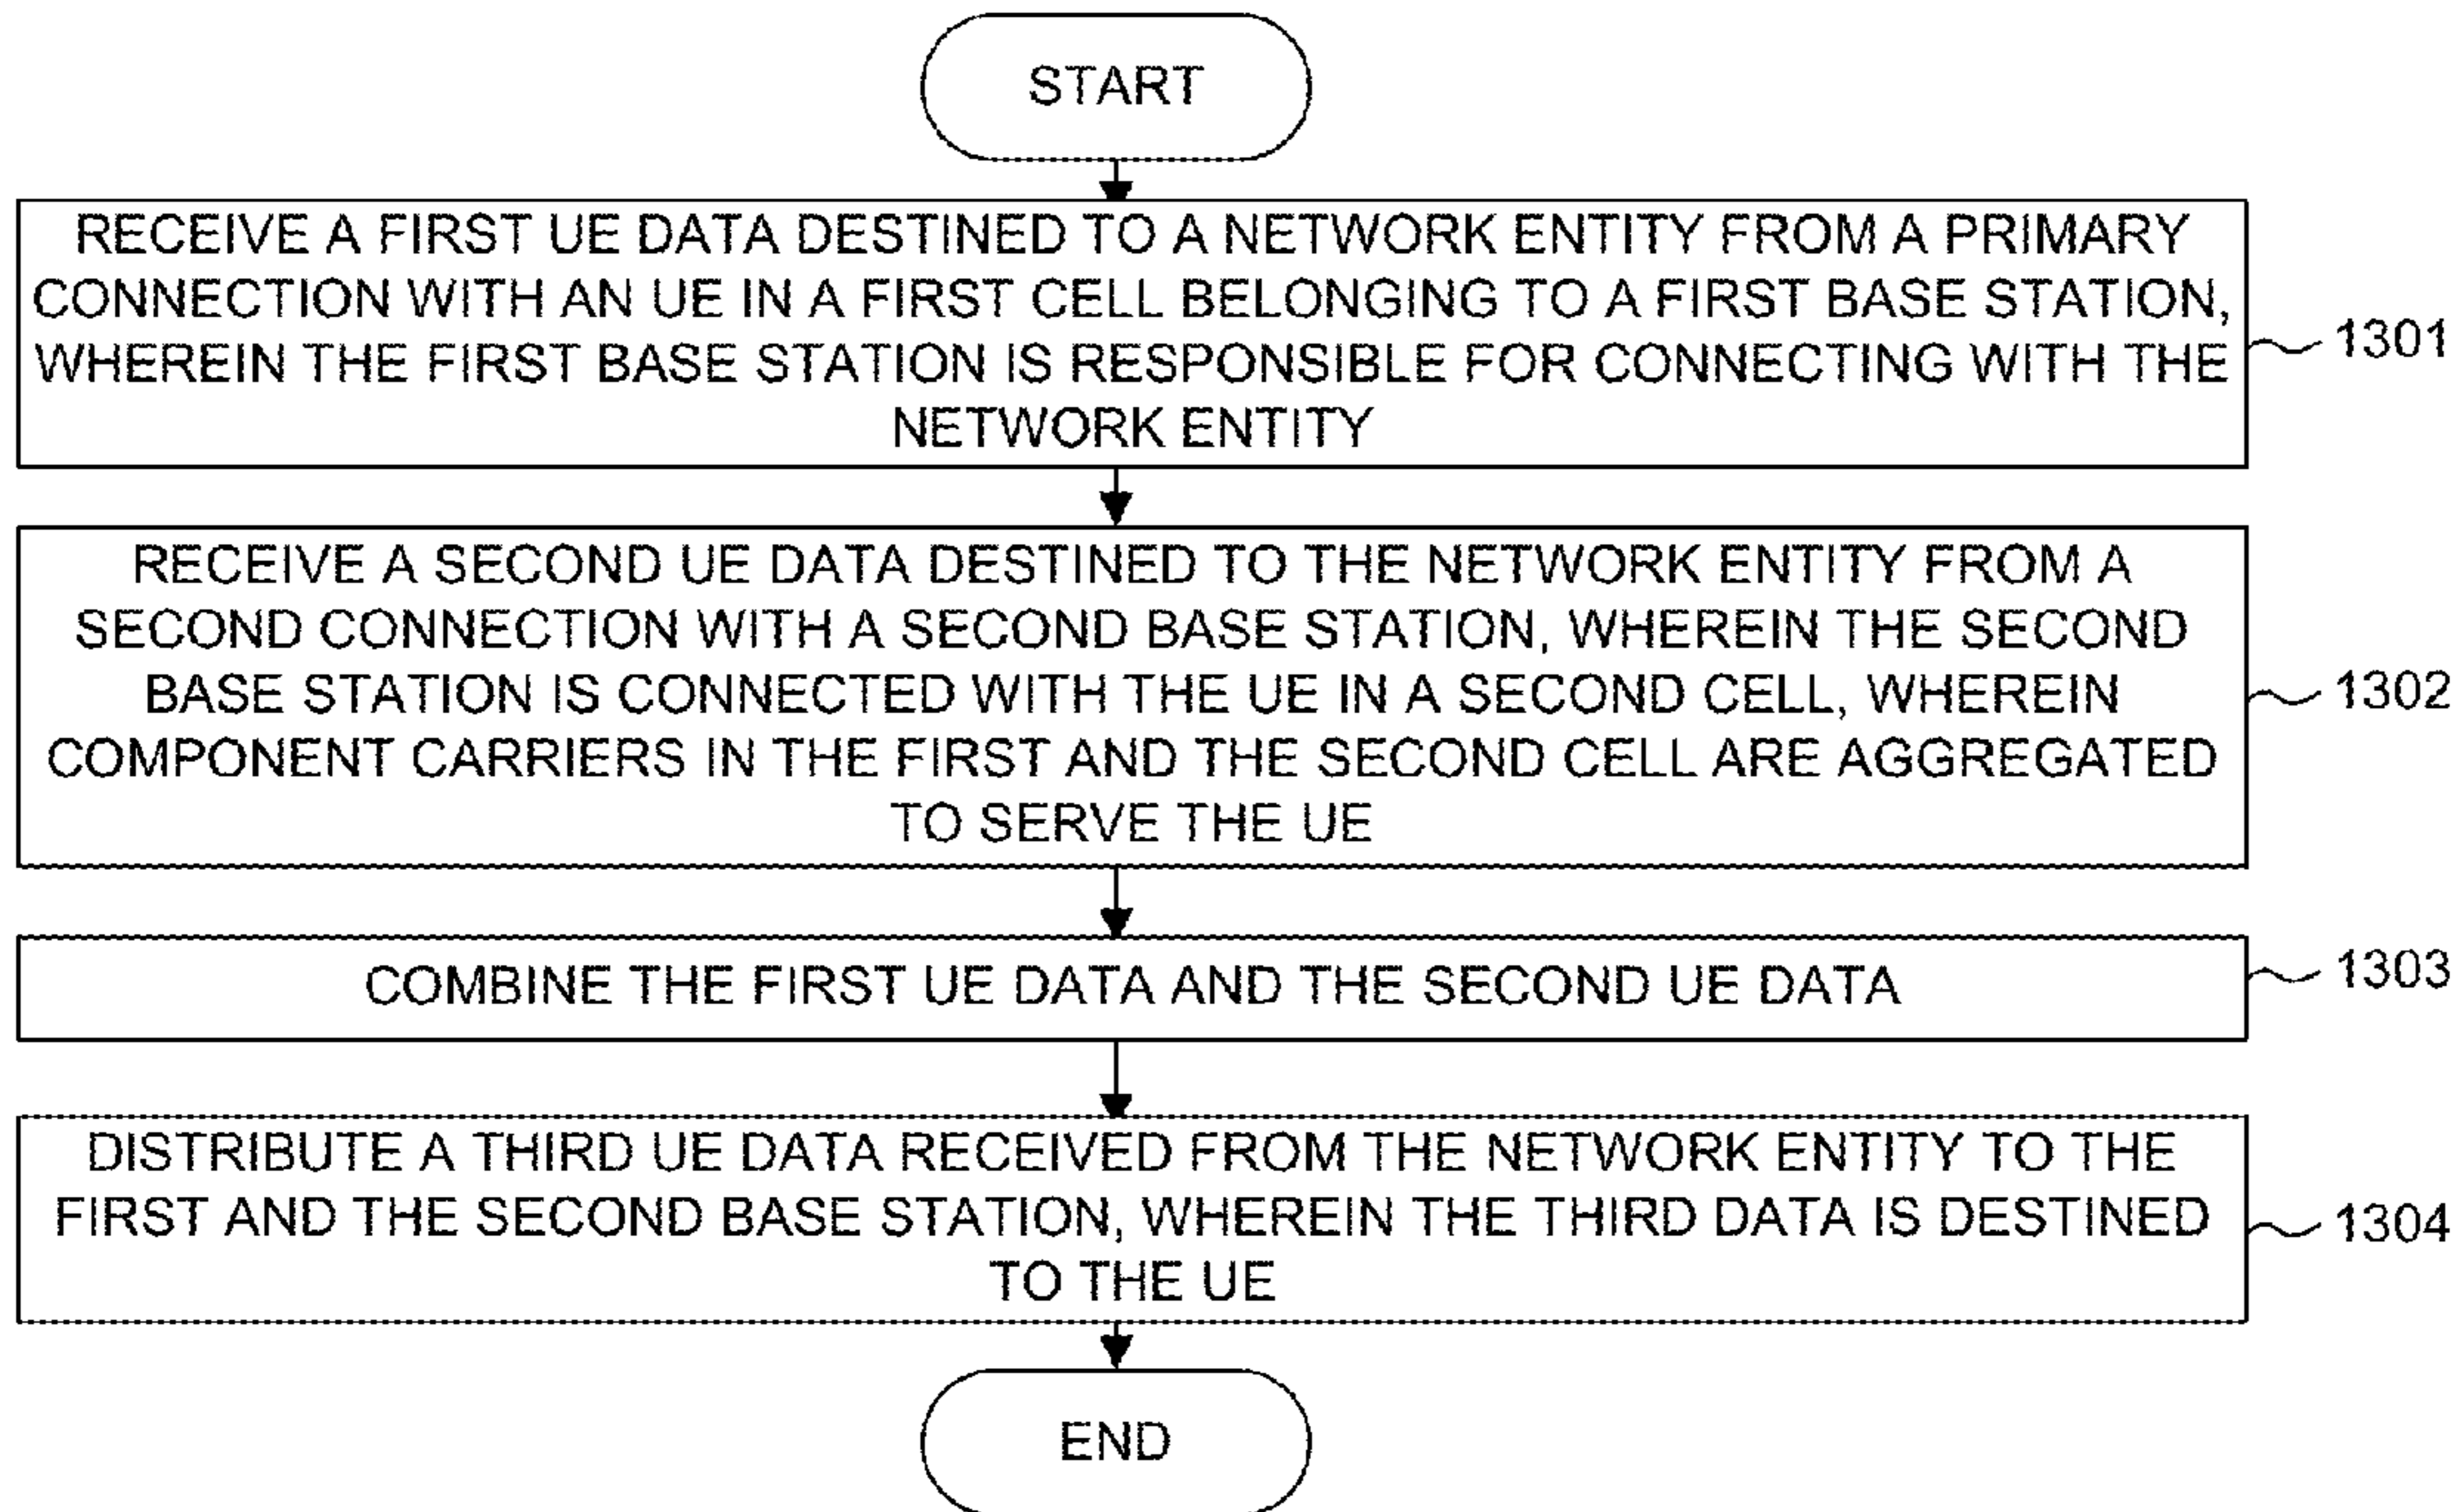 START
RECEIVE A FIRST UE DATA DESTINED TO A NETWORK ENTITY FROM A PRIMARY
CONNECTION WITH AN UE IN A FIRST CELL BELONGING TO A FIRST BASE STATION,
WHEREIN THE FIRST BASE STATION IS RESPONSIBLE FOR CONNECTING WITH THE
NETWORK ENTITY
1301
RECEIVE A SECOND UE DATA DESTINED TO THE NETWORK ENTITY FROM A
SECOND CONNECTION WITH A SECOND BASE STATION, WHEREIN THE SECOND
BASE STATION IS CONNECTED WITH THE UE IN A SECOND CELL, WHEREIN
COMPONENT CARRIERS IN THE FIRST AND THE SECOND CELL ARE AGGREGATED
TO SERVE THE UE
1302
COMBINE THE FIRST UE DATA AND THE SECOND UE DATA
1303
DISTRIBUTE A THIRD UE DATA RECEIVED FROM THE NETWORK ENTITY TO THE
FIRST AND THE SECOND BASE STATION, WHEREIN THE THIRD DATA IS DESTINED
TO THE UE
1304
END